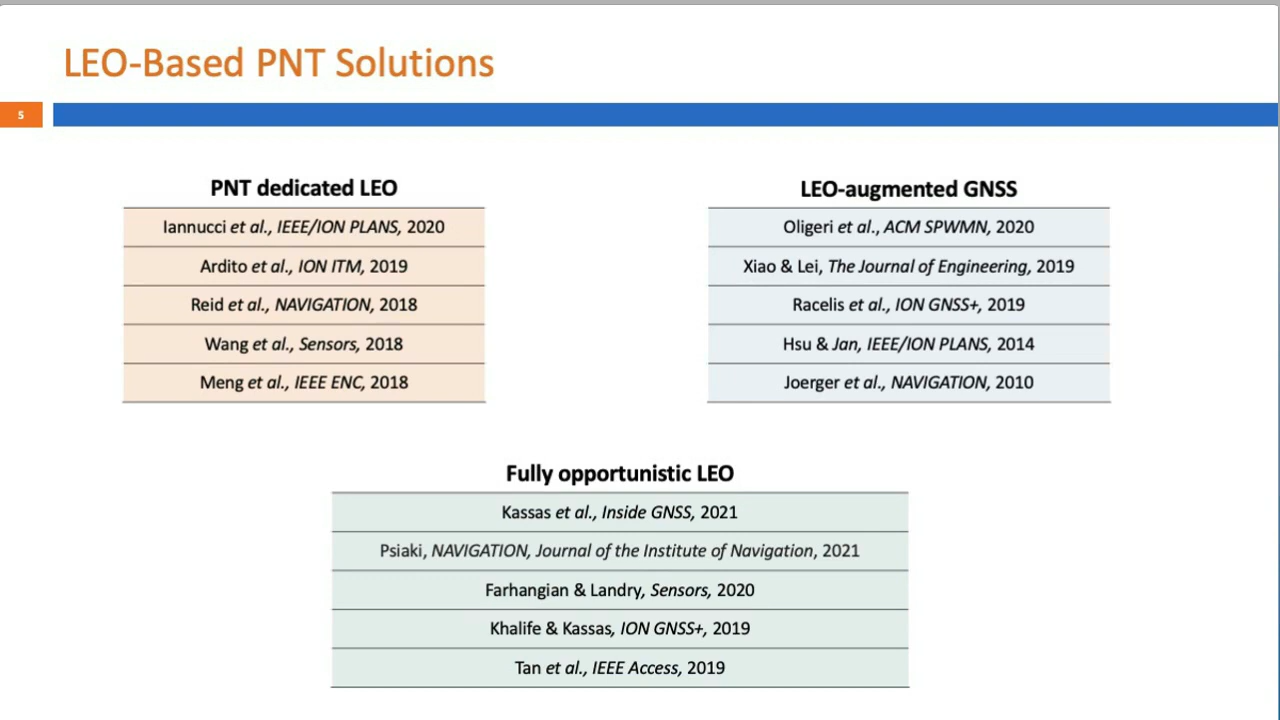 LEO-Based PNT Solutions
5
PNT dedicated LEO
Iannucci et al., IEEE/ION PLANS, 2020
Ardito et al., ION ITM, 2019
Reid et al., NAVIGATION, 2018
Wang et al., Sensors, 2018
Meng et al., IEEE ENC, 2018
LEO-augmented GNSS
Oligeri et al., ACM SPWMN, 2020
Xiao & Lei, The Journal of Engineering, 2019
Racelis et al., ION GNSS+, 2019
Hsu & Jan, IEEE/ION PLANS, 2014
Joerger et al., NAVIGATION, 2010
Fully opportunistic LEO
Kassas et al., Inside GNSS, 2021
Psiaki, NAVIGATION, Journal of the Institute of Navigation, 2021
Farhangian & Landry, Sensors, 2020
Khalife & Kassas, ION GNSS+, 2019
Tan et al., IEEE Access, 2019